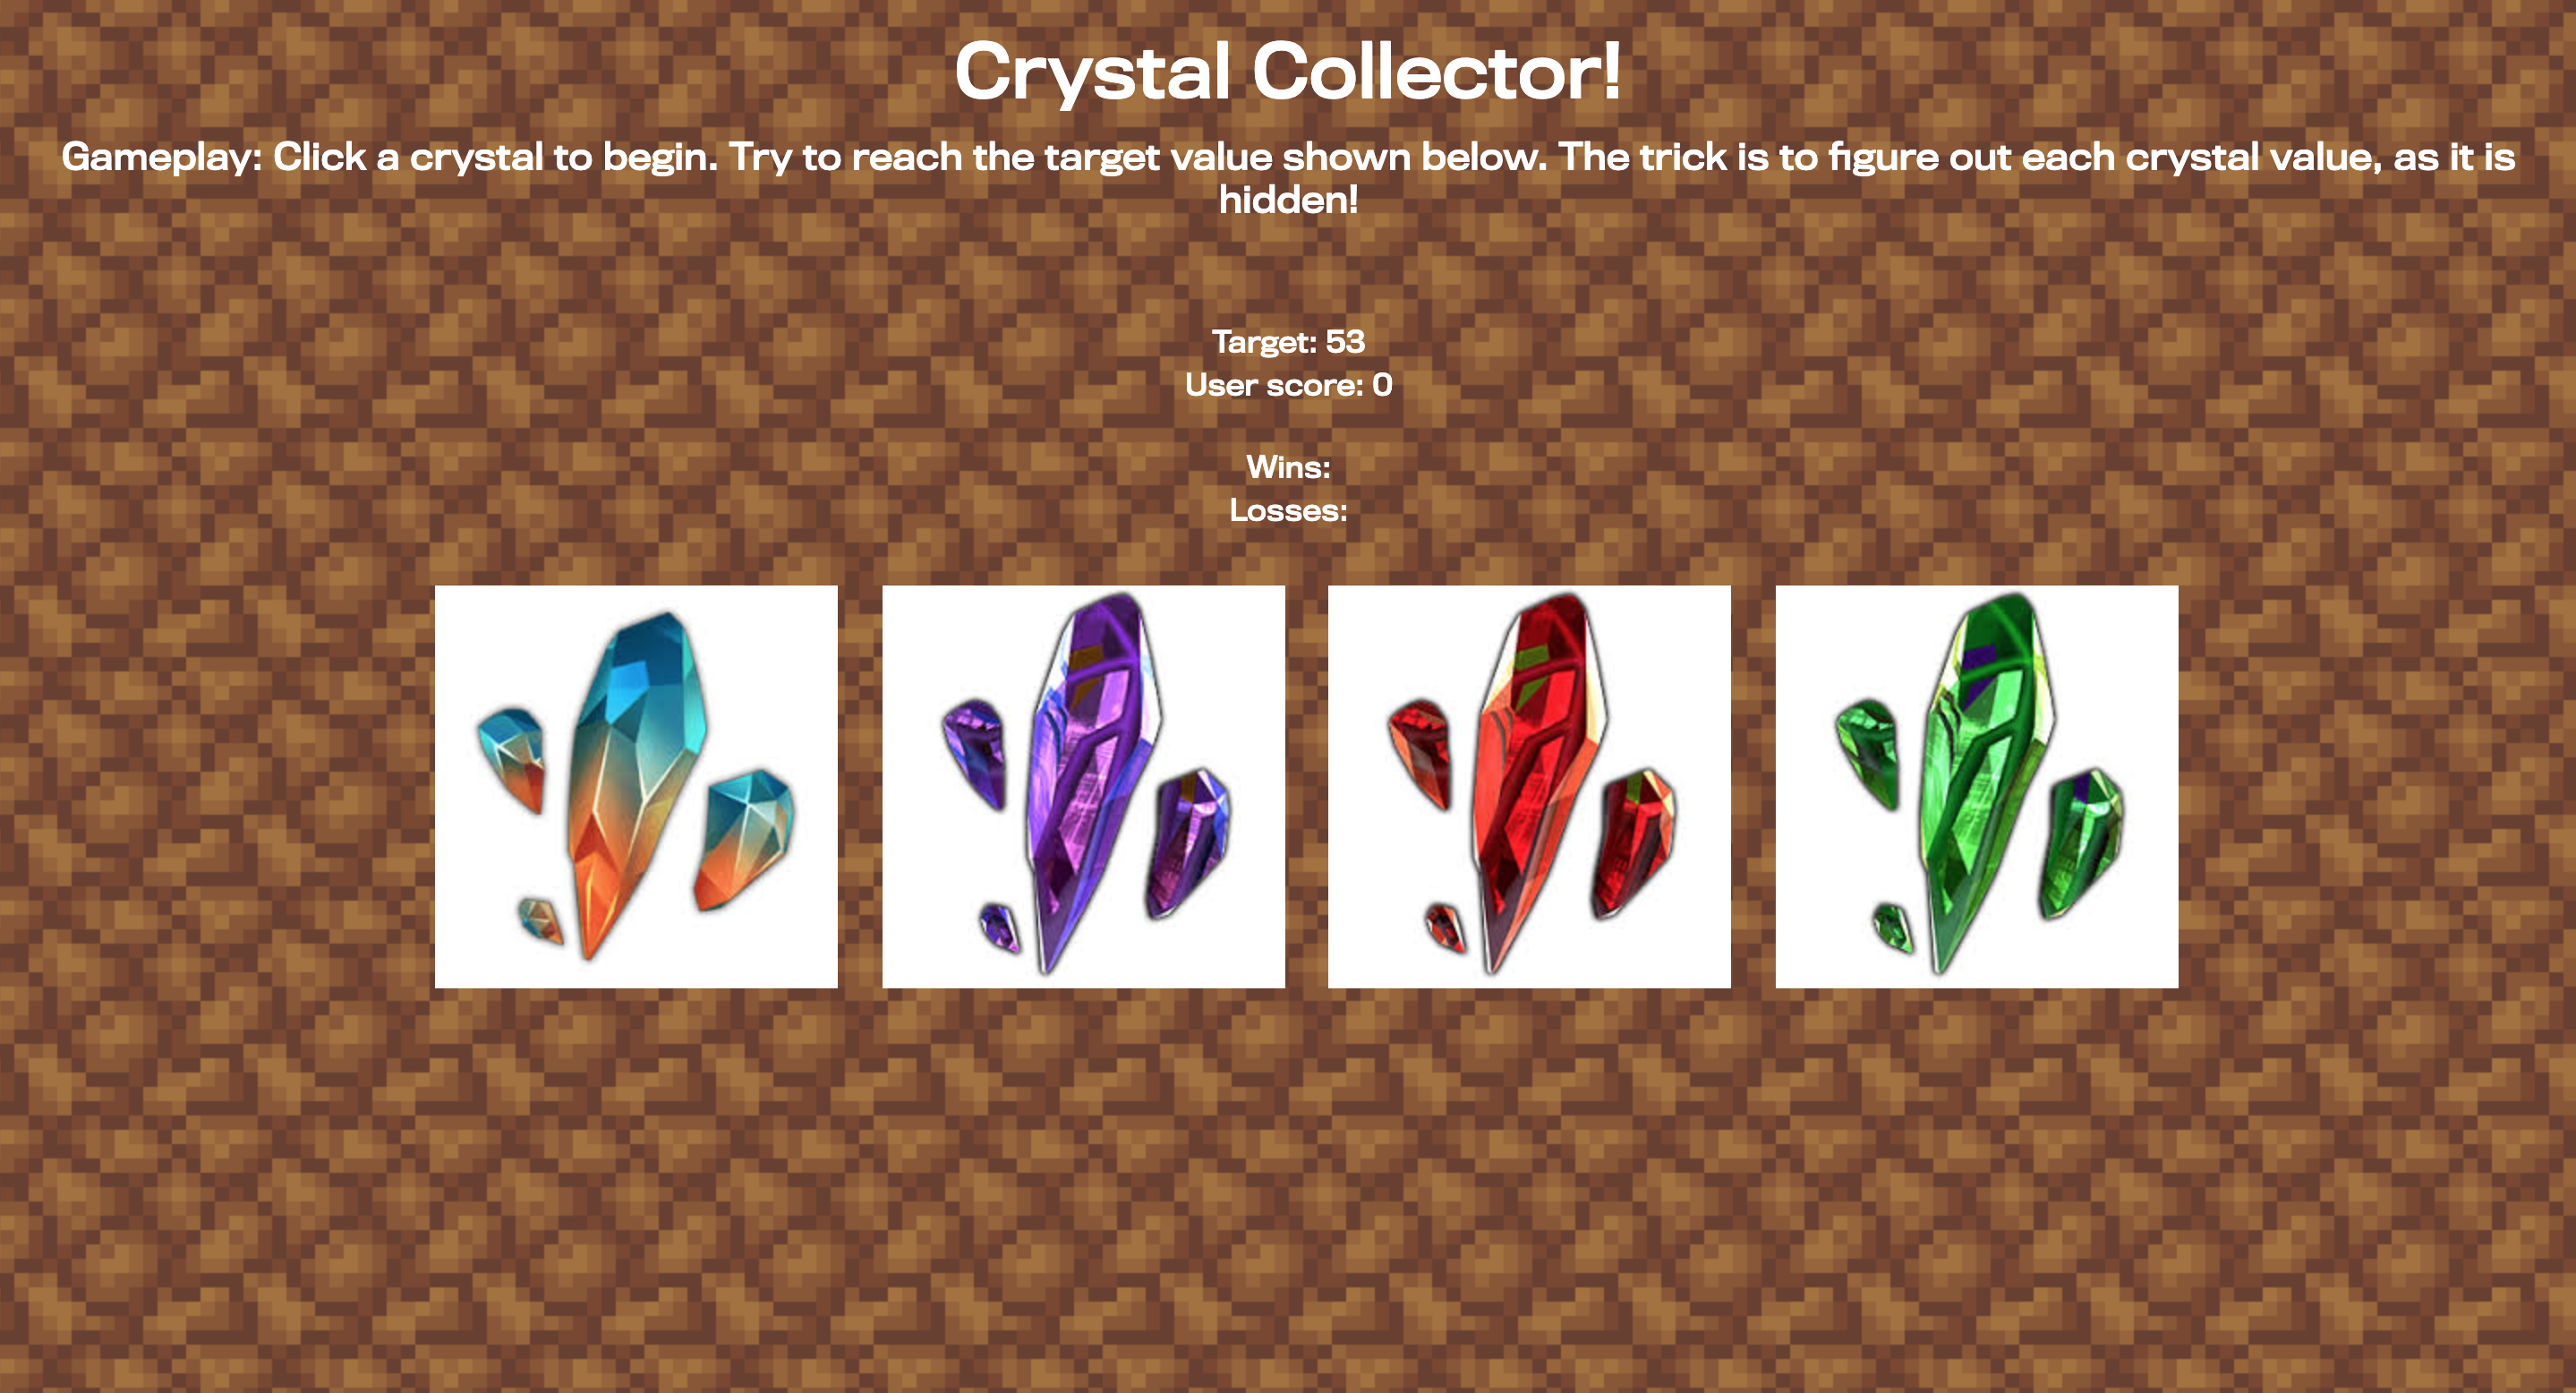 Crystal Collector!
Gameplay: Click a crystal to begin. Try to reach the target value shown below. The trick is to figure out each crystal value, as it is
hidden!
Target: 53
User score: 0
Wins:
Losses: